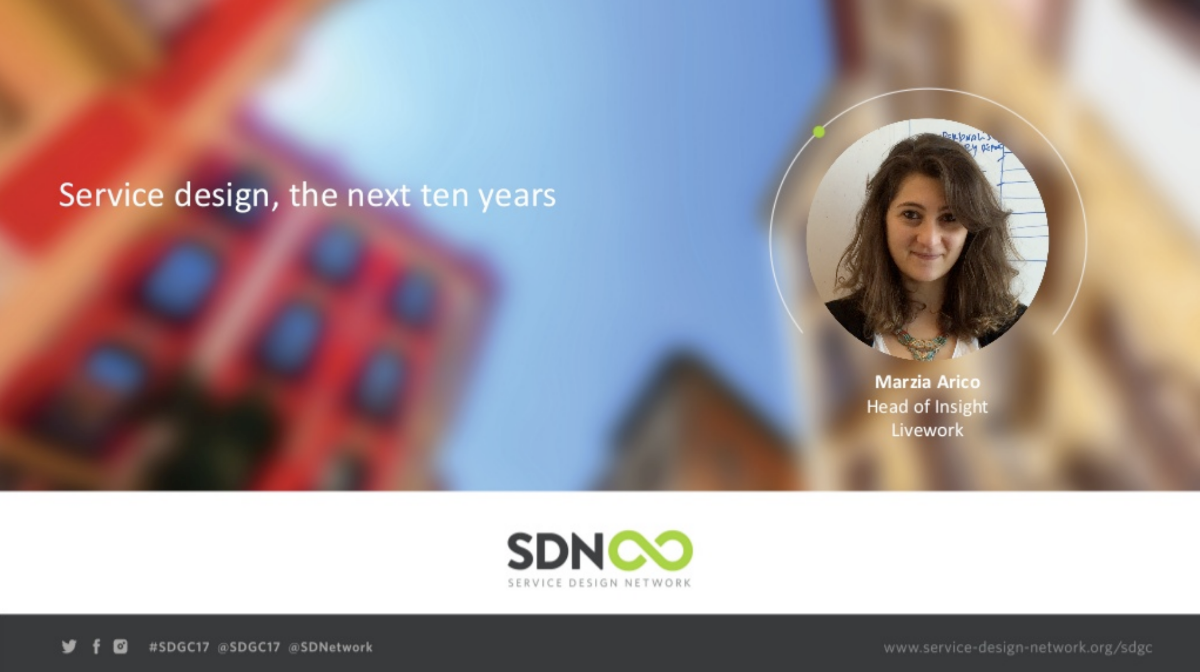 Service design, the next ten years
Marzia Arico
Head of Insight
Livework
SDN
SERVICE DESIGN NETWORK
#SDGC17 @SDGC17 @SDNetwork
www.service-design-network.org/sdgc